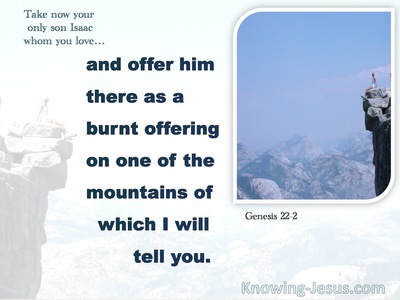 Take now your
only son Isaac
whom you love...
and offer him
there as a
burnt offering
on one of the
mountains of
which I will
tell you.
Genesis 22-2
Knowing-Jesus.com